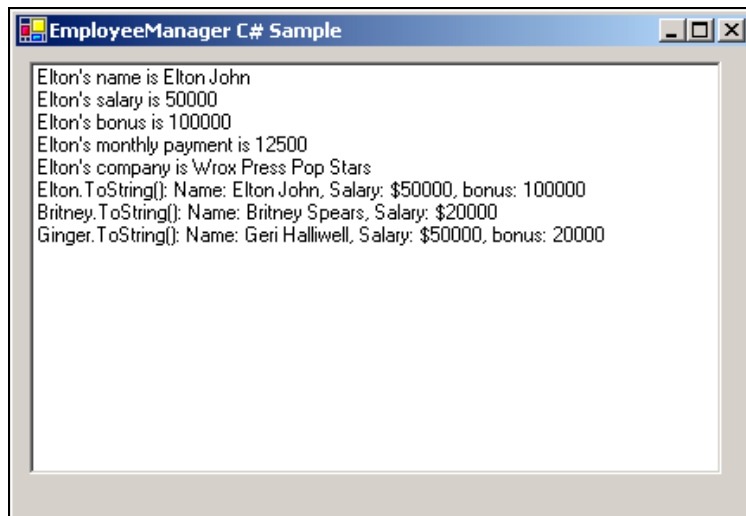 EmployeeManager C# Sample
Elton's name is Elton John
Elton's salary is 50000
Elton's bonus is 100000
Elton's monthly payment is 12500
Elton's company is Wrox Press Pop Stars
Elton.ToString(): Name: Elton John, Salary: $50000, bonus: 100000
Britney.ToString(): Name: Britney Spears, Salary: $20000
Ginger.ToString(): Name: Geri Halliwell, Salary: $50000, bonus: 20000